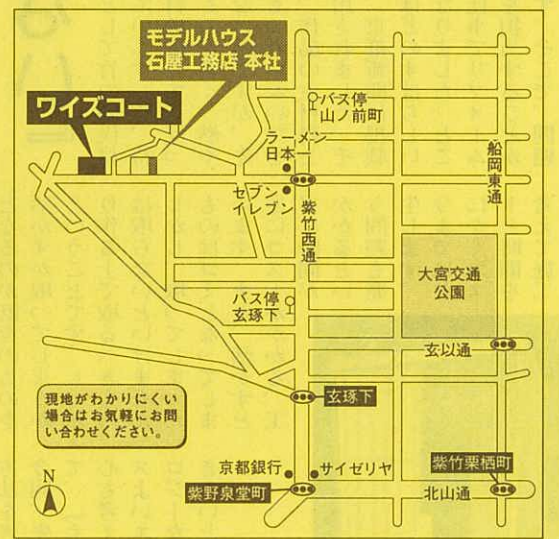 モデルハウス
石屋工務店 本社
ワイズコート
バス停
山ノ前町
ラーメン
日本一
船岡東通
セブン
イレブン
紫竹西通
大宮交通
公園
バス停
玄琢下
玄以通
現地がわかりにくい
場合はお気軽にお問
い合わせください。
玄琢下
京都銀行
サイゼリヤ
紫竹栗栖町
紫野泉堂町
北山通
N